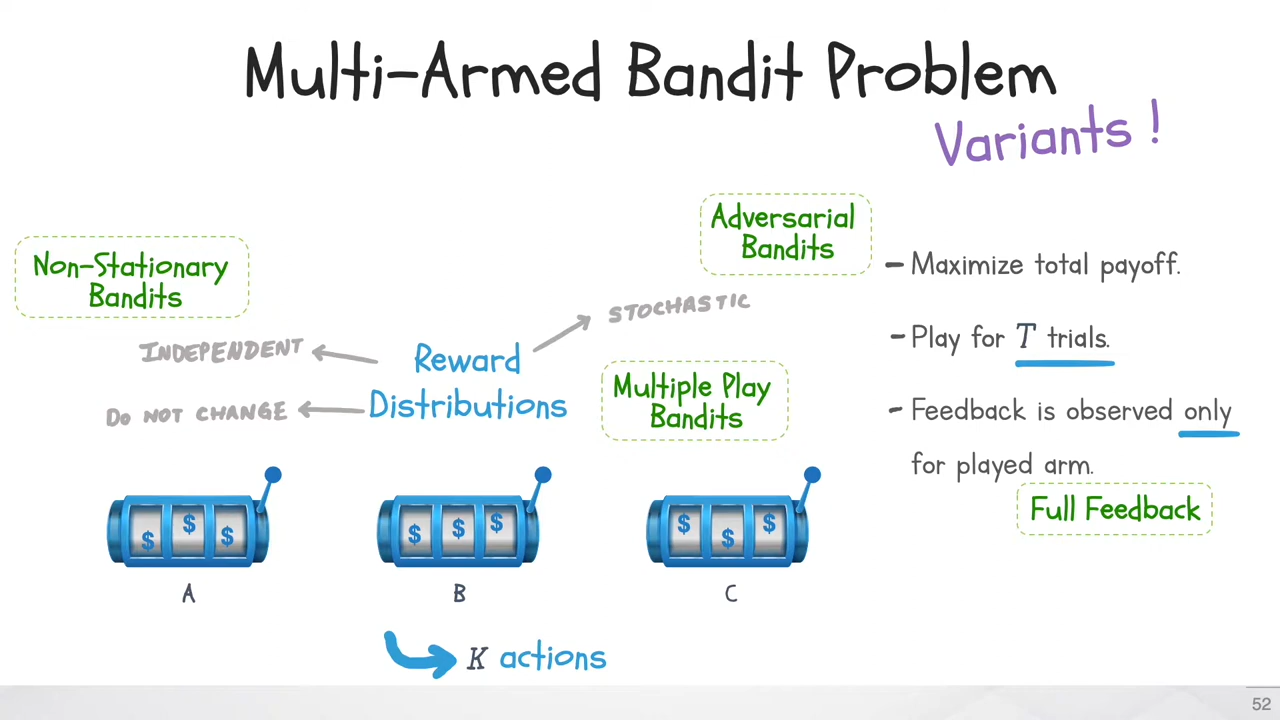 Multi-Armed Bandit Problem
Variants !
Adversarial
Bandits
Non-Stationary
Bandits
- Maximize total payoff.
STOCHASTIC
INDEPENDENT
Reward
Distributions
DO NOT CHANGE
Multiple Play
Bandits
- Play for T trials.
- Feedback is observed only
for played arm.
Full Feedback
$ $ $
$ $ $
$ $ $
A
B
C
K actions
52